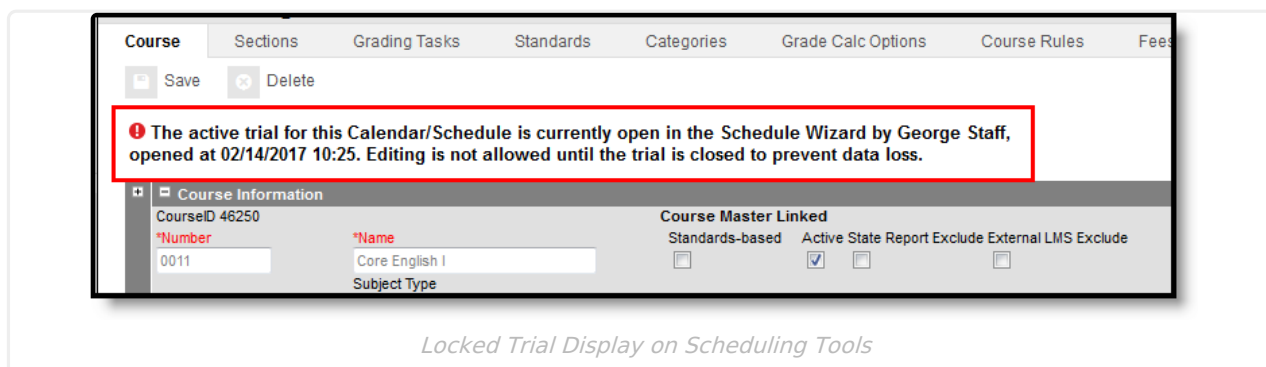 Course Sections Grading Tasks Standards Categories Grade Calc Options Course Rules Fees
Save Delete
The active trial for this Calendar/Schedule is currently open in the Schedule Wizard by George Staff,
opened at 02/14/2017 10:25. Editing is not allowed until the trial is closed to prevent data loss.
Course Information
CourseID 46250 Course Master Linked
*Number *Name Standards-based Active State Report Exclude External LMS Exclude
0011 Core English I
Subject Type
Locked Trial Display on Scheduling Tools